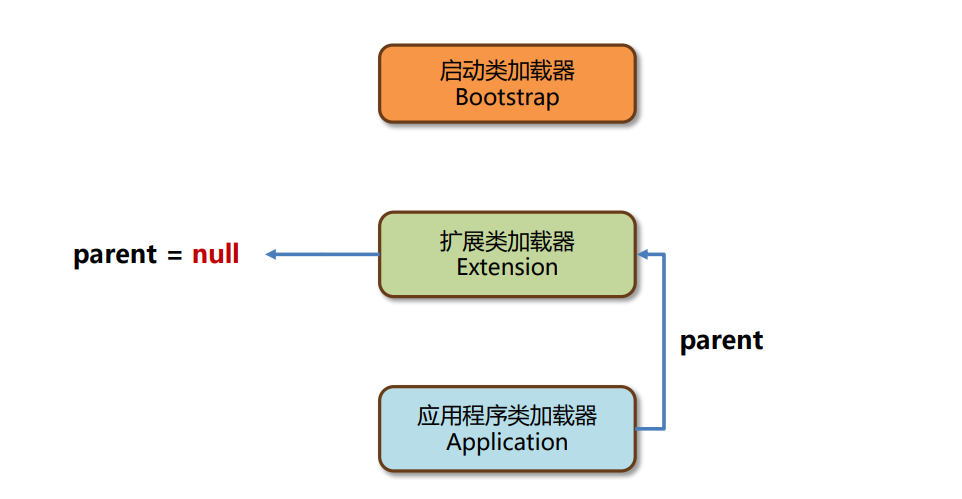 启动类加载器
Bootstrap
扩展类加载器
Extension
parent = null
parent
应用程序类加载器
Application